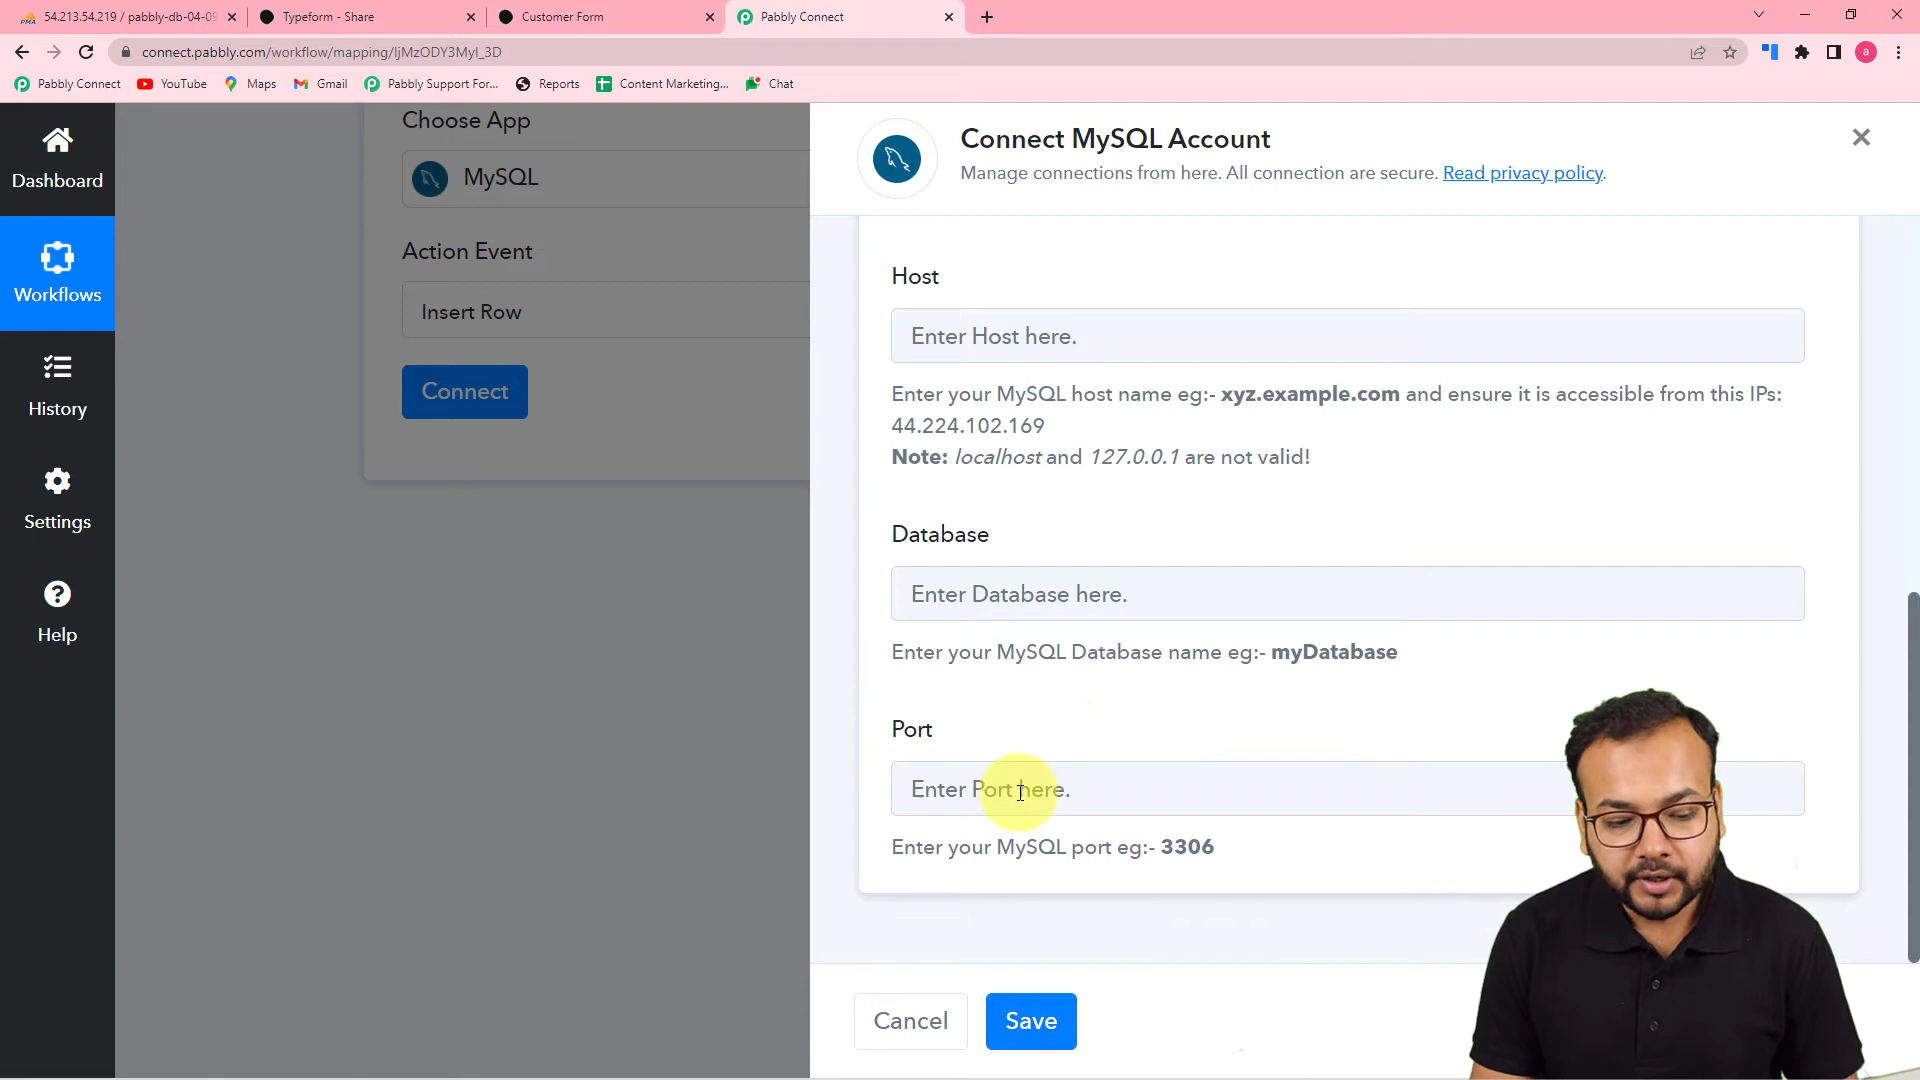 54.213.54.219 / pabbly-db-04-09
Typeform - Share
Customer Form
Pabbly Connect
connect.pabbly.com/workflow/mapping/IjMzODY3MyI_3D
a
Pabbly Connect
YouTube
Maps
Gmail
Pabbly Support For...
Reports
Content Marketing...
Chat
Dashboard
Workflows
History
Settings
Help
Choose App
MySQL
Action Event
Insert Row
Connect
Connect MySQL Account
Manage connections from here. All connection are secure. Read privacy policy.
Host
Enter Host here.
Enter your MySQL host name eg:- xyz.example.com and ensure it is accessible from this IPs:
44.224.102.169
Note: localhost and 127.0.0.1 are not valid!
Database
Enter Database here.
Enter your MySQL Database name eg:- myDatabase
Port
Enter Port here.
Enter your MySQL port eg:- 3306
Cancel
Save